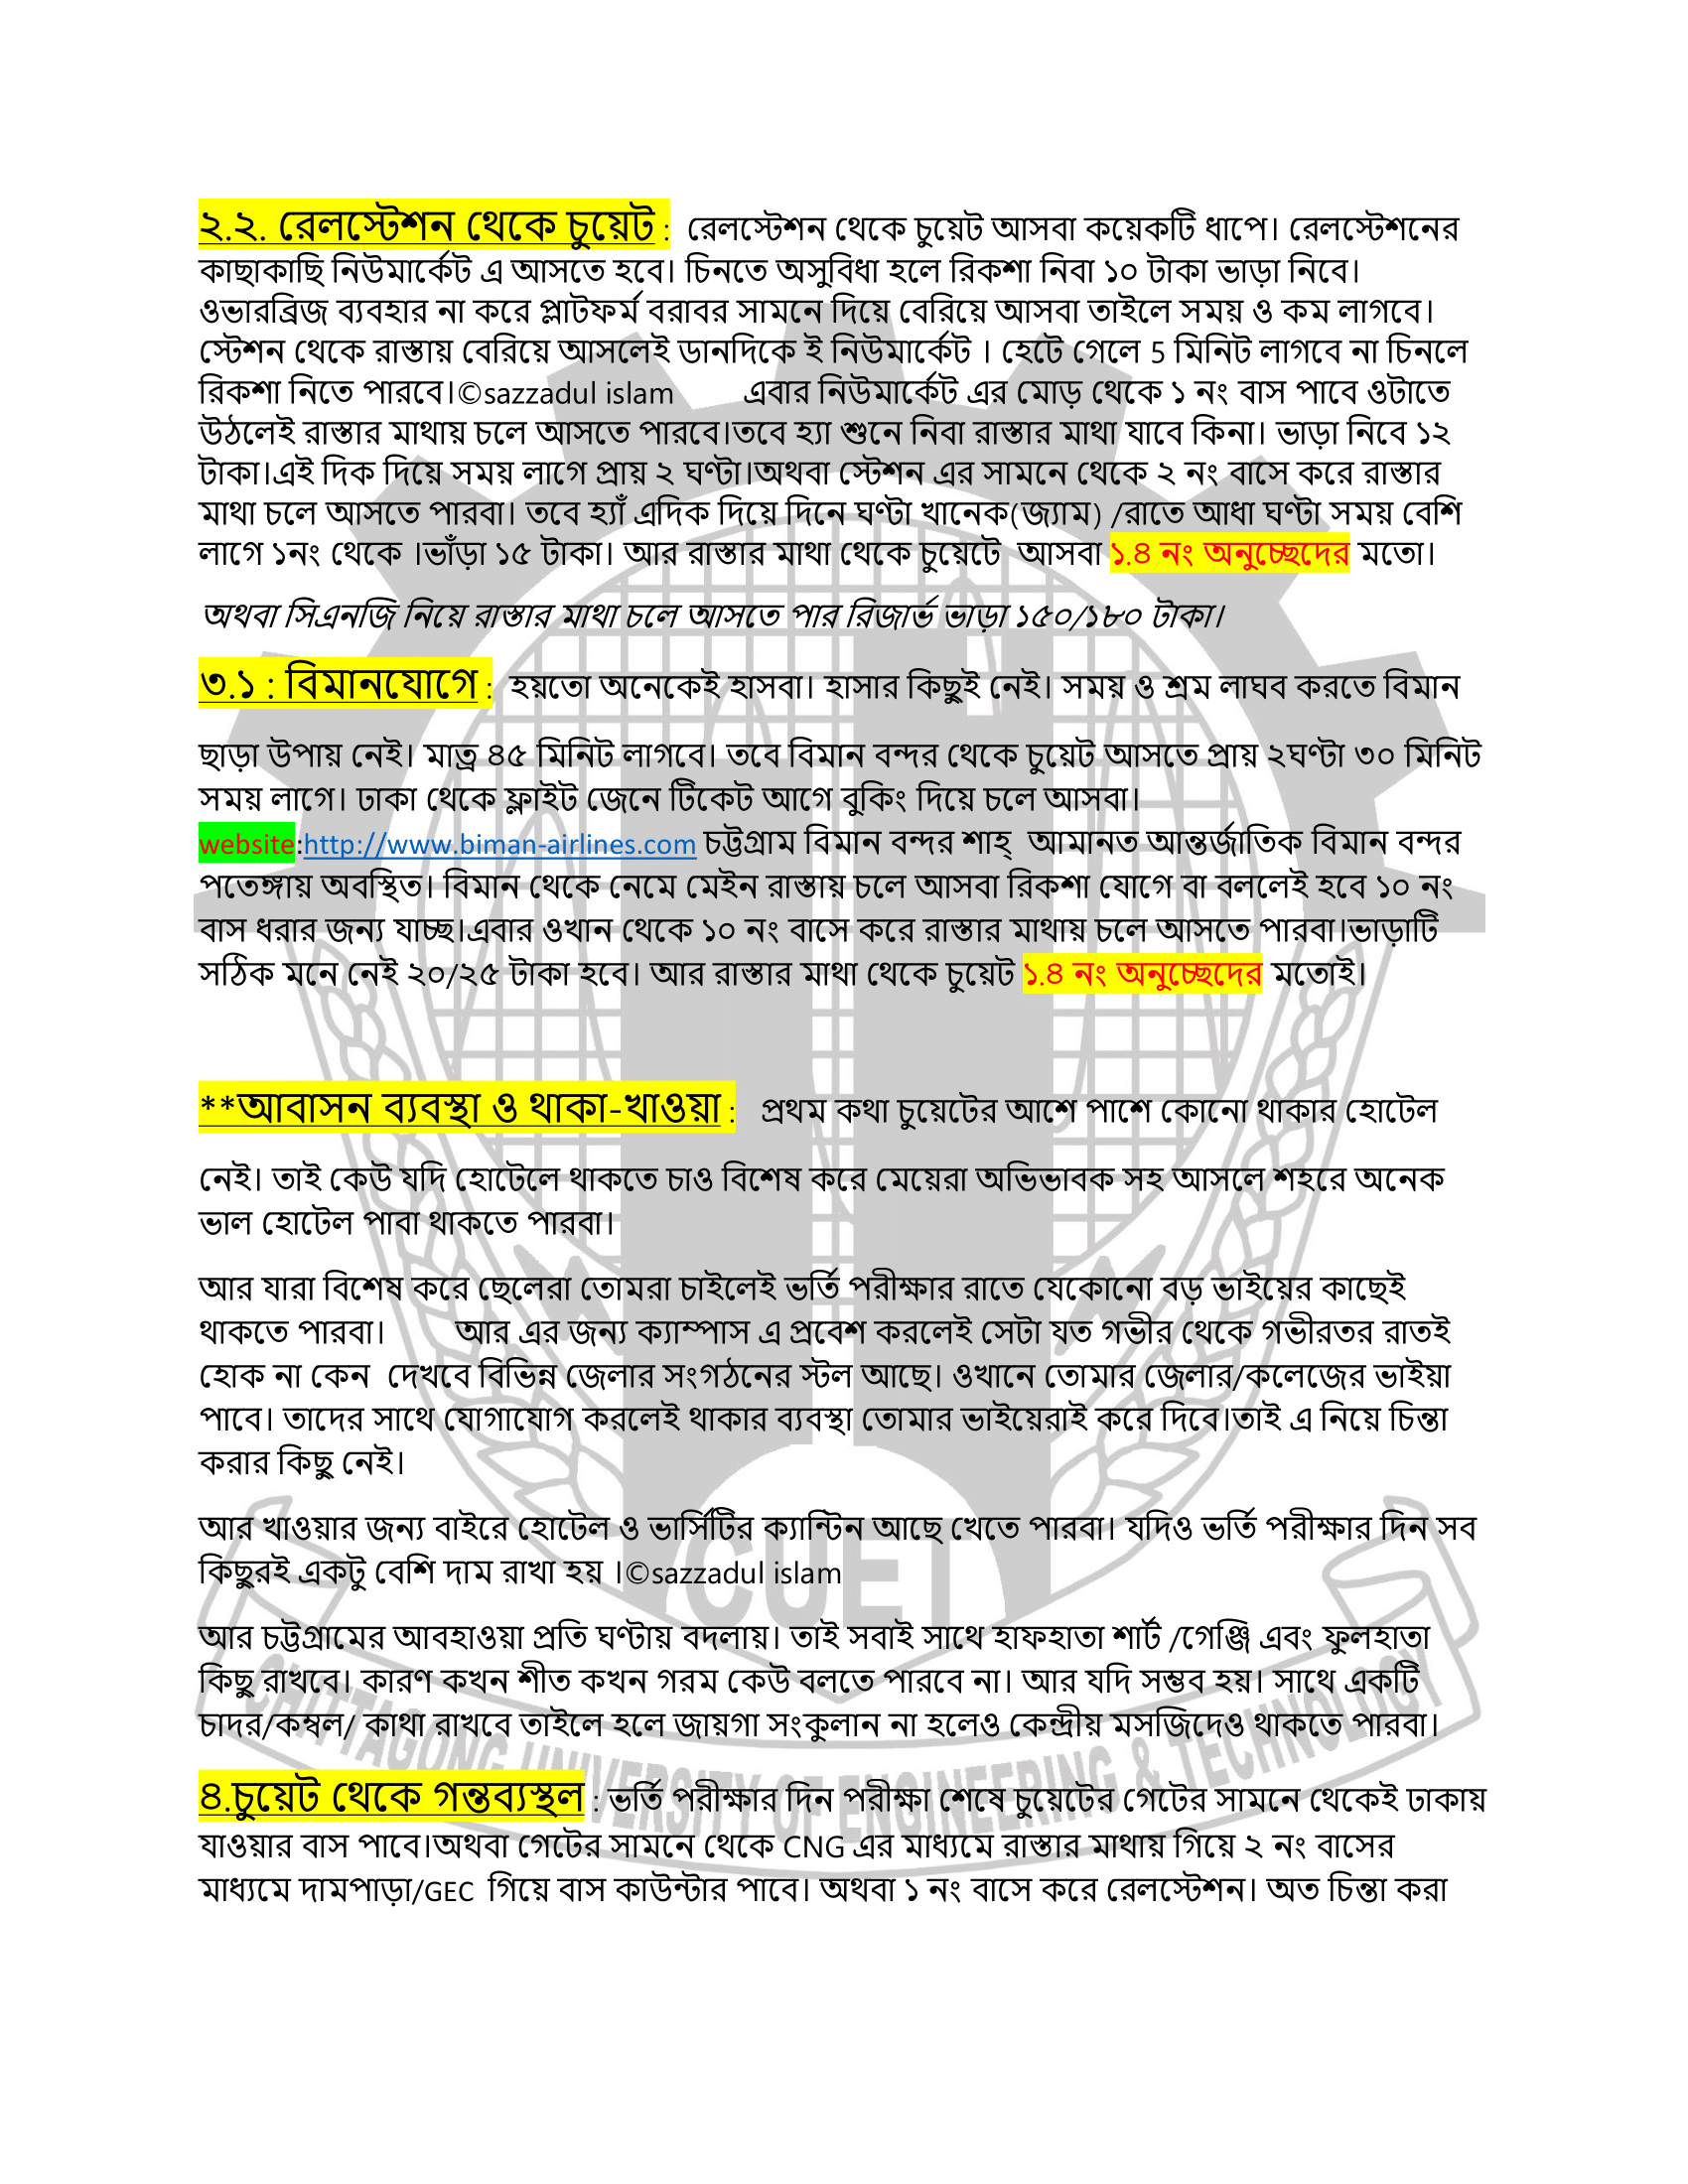 ২.২. রেলস্টেশন থেকে চুয়েট : রেলস্টেশন থেকে চুয়েট আসবা কয়েকটি ধাপে। রেলস্টেশনের
কাছাকাছি নিউমার্কেট এ আসতে হবে। চিনতে অসুবিধা হলে রিকশা নিবা ১০ টাকা ভাড়া নিবে।
ওভারব্রিজ ব্যবহার না করে প্লাটফর্ম বরাবর সামনে দিয়ে বেরিয়ে আসবা তাইলে সময় ও কম লাগবে।
স্টেশন থেকে রাস্তায় বেরিয়ে আসলেই ডানদিকে ই নিউমার্কেট । হেটে গেলে 5 মিনিট লাগবে না চিনলে
রিকশা নিতে পারবে।©sazzadul islam এবার নিউমার্কেট এর মোড় থেকে ১ নং বাস পাবে ওটাতে
উঠলেই রাস্তার মাথায় চলে আসতে পারবে।তবে হ্যা শুনে নিবা রাস্তার মাথা যাবে কিনা। ভাড়া নিবে ১২
টাকা।এই দিক দিয়ে সময় লাগে প্রায় ২ ঘণ্টা।অথবা স্টেশন এর সামনে থেকে ২ নং বাসে করে রাস্তার
মাথা চলে আসতে পারবা। তবে হ্যাঁ এদিক দিয়ে দিনে ঘণ্টা খানেক(জ্যাম) /রাতে আধা ঘণ্টা সময় বেশি
লাগে ১নং থেকে ।ভাঁড়া ১৫ টাকা। আর রাস্তার মাথা থেকে চুয়েটে আসবা ১.৪ নং অনুচ্ছেদের মতো।
অথবা সিএনজি নিয়ে রাস্তার মাথা চলে আসতে পার রিজার্ভ ভাড়া ১৫০/১৮০ টাকা।
৩.১ : বিমানযোগে : হয়তো অনেকেই হাসবা। হাসার কিছুই নেই। সময় ও শ্রম লাঘব করতে বিমান
ছাড়া উপায় নেই। মাত্র ৪৫ মিনিট লাগবে। তবে বিমান বন্দর থেকে চুয়েট আসতে প্রায় ২ঘণ্টা ৩০ মিনিট
সময় লাগে। ঢাকা থেকে ফ্লাইট জেনে টিকেট আগে বুকিং দিয়ে চলে আসবা।
website:http://www.biman-airlines.com চট্টগ্রাম বিমান বন্দর শাহ্ আমানত আন্তর্জাতিক বিমান বন্দর
পতেঙ্গায় অবস্থিত। বিমান থেকে নেমে মেইন রাস্তায় চলে আসবা রিকশা যোগে বা বললেই হবে ১০ নং
বাস ধরার জন্য যাচ্ছ।এবার ওখান থেকে ১০ নং বাসে করে রাস্তার মাথায় চলে আসতে পারবা।ভাড়াটি
সঠিক মনে নেই ২০/২৫ টাকা হবে। আর রাস্তার মাথা থেকে চুয়েট ১.৪ নং অনুচ্ছেদের মতোই।
**আবাসন ব্যবস্থা ও থাকা-খাওয়া : প্রথম কথা চুয়েটের আশে পাশে কোনো থাকার হোটেল
নেই। তাই কেউ যদি হোটেলে থাকতে চাও বিশেষ করে মেয়েরা অভিভাবক সহ আসলে শহরে অনেক
ভাল হোটেল পাবা থাকতে পারবা।
আর যারা বিশেষ করে ছেলেরা তোমরা চাইলেই ভর্তি পরীক্ষার রাতে যেকোনো বড় ভাইয়ের কাছেই
থাকতে পারবা। আর এর জন্য ক্যাম্পাস এ প্রবেশ করলেই সেটা যত গভীর থেকে গভীরতর রাতই
হোক না কেন দেখবে বিভিন্ন জেলার সংগঠনের স্টল আছে। ওখানে তোমার জেলার/কলেজের ভাইয়া
পাবে। তাদের সাথে যোগাযোগ করলেই থাকার ব্যবস্থা তোমার ভাইয়েরাই করে দিবে।তাই এ নিয়ে চিন্তা
করার কিছু নেই।
আর খাওয়ার জন্য বাইরে হোটেল ও ভার্সিটির ক্যান্টিন আছে খেতে পারবা। যদিও ভর্তি পরীক্ষার দিন সব
কিছুরই একটু বেশি দাম রাখা হয় ।©sazzadul islam
CUET
আর চট্টগ্রামের আবহাওয়া প্রতি ঘণ্টায় বদলায়। তাই সবাই সাথে হাফহাতা শার্ট /গেঞ্জি এবং ফুলহাতা
কিছু রাখবে। কারণ কখন শীত কখন গরম কেউ বলতে পারবে না। আর যদি সম্ভব হয়। সাথে একটি
চাদর/কম্বল/ কাথা রাখবে তাইলে হলে জায়গা সংকুলান না হলেও কেন্দ্রীয় মসজিদেও থাকতে পারবা।
CHITTAGONG UNIVERSITY OF ENGINEERING & TECHNOLOGY
৪.চুয়েট থেকে গন্তব্যস্থল : ভর্তি পরীক্ষার দিন পরীক্ষা শেষে চুয়েটের গেটের সামনে থেকেই ঢাকায়
যাওয়ার বাস পাবে।অথবা গেটের সামনে থেকে CNG এর মাধ্যমে রাস্তার মাথায় গিয়ে ২ নং বাসের
মাধ্যমে দামপাড়া/GEC গিয়ে বাস কাউন্টার পাবে। অথবা ১ নং বাসে করে রেলস্টেশন। অত চিন্তা করা